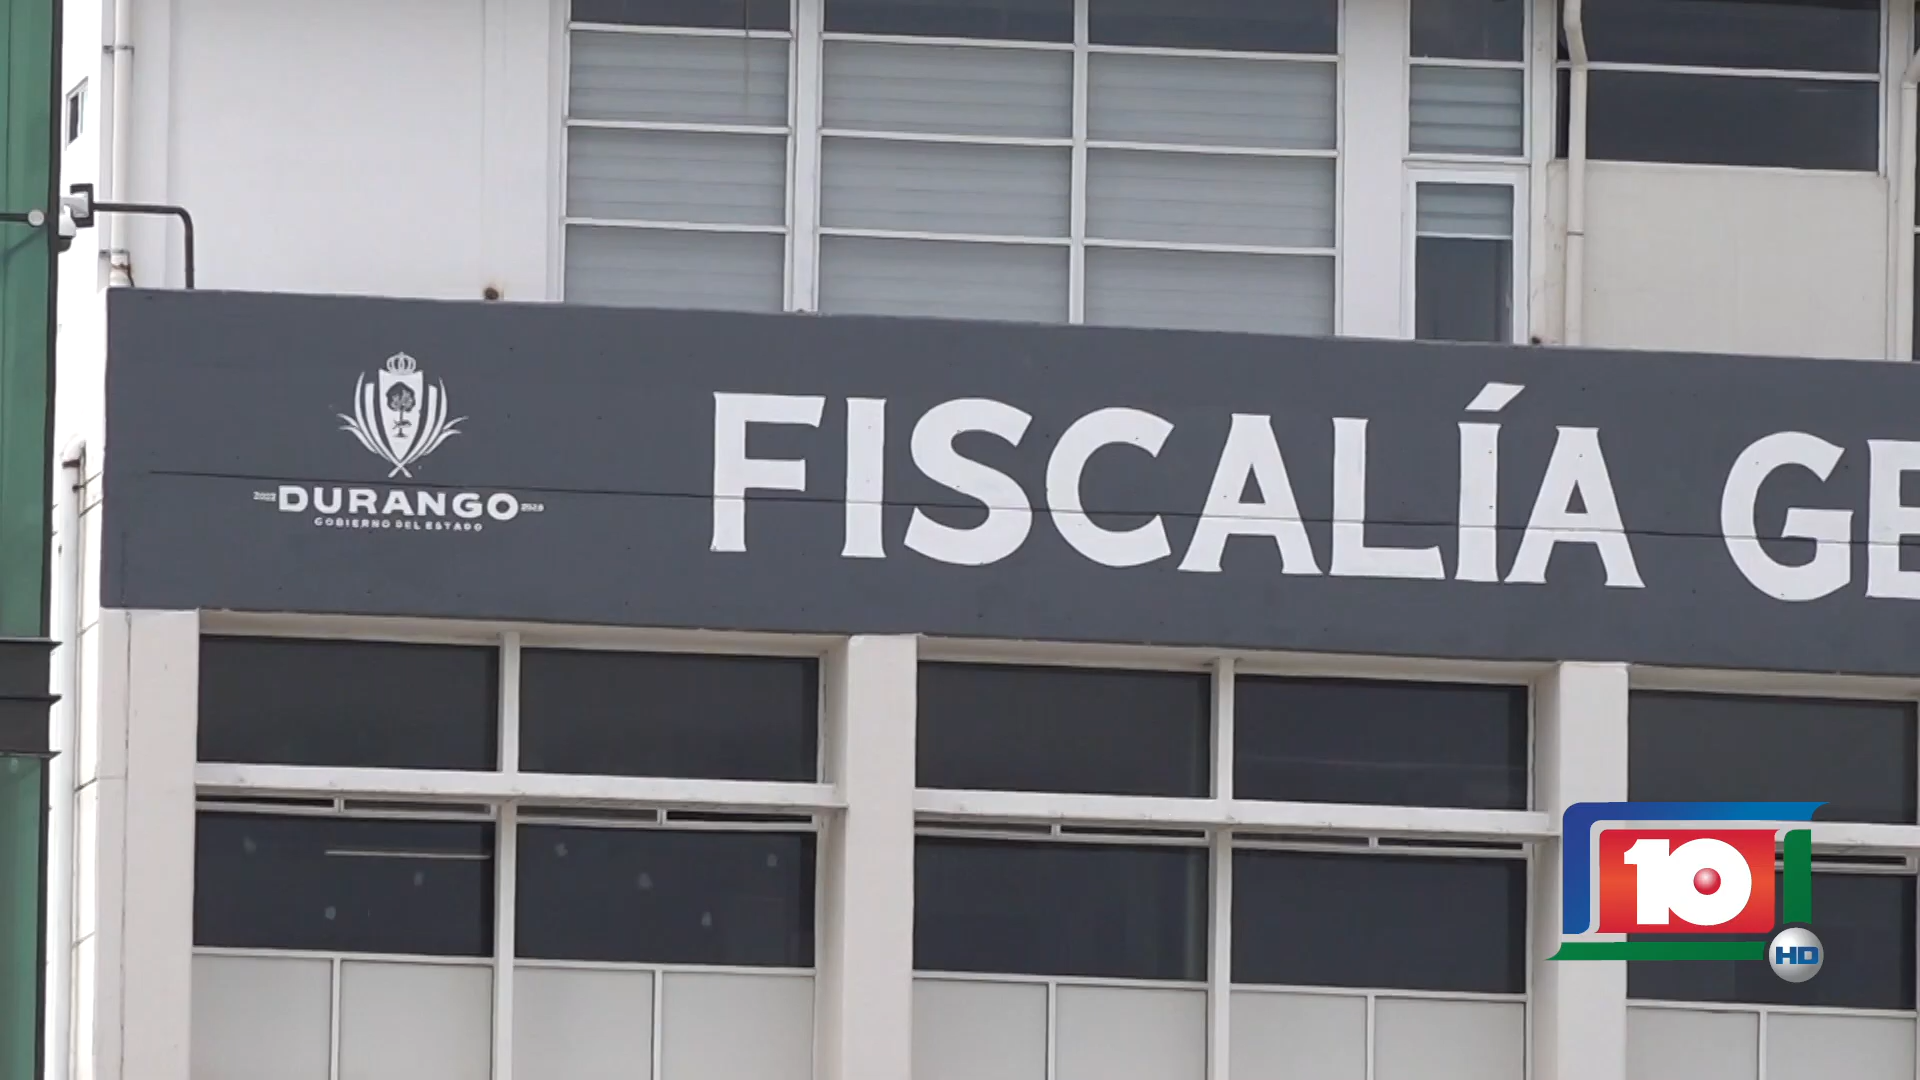 FISCALÍA GE
2022 DURANGO 2028
GOBIERNO DEL ESTADO
10
HD